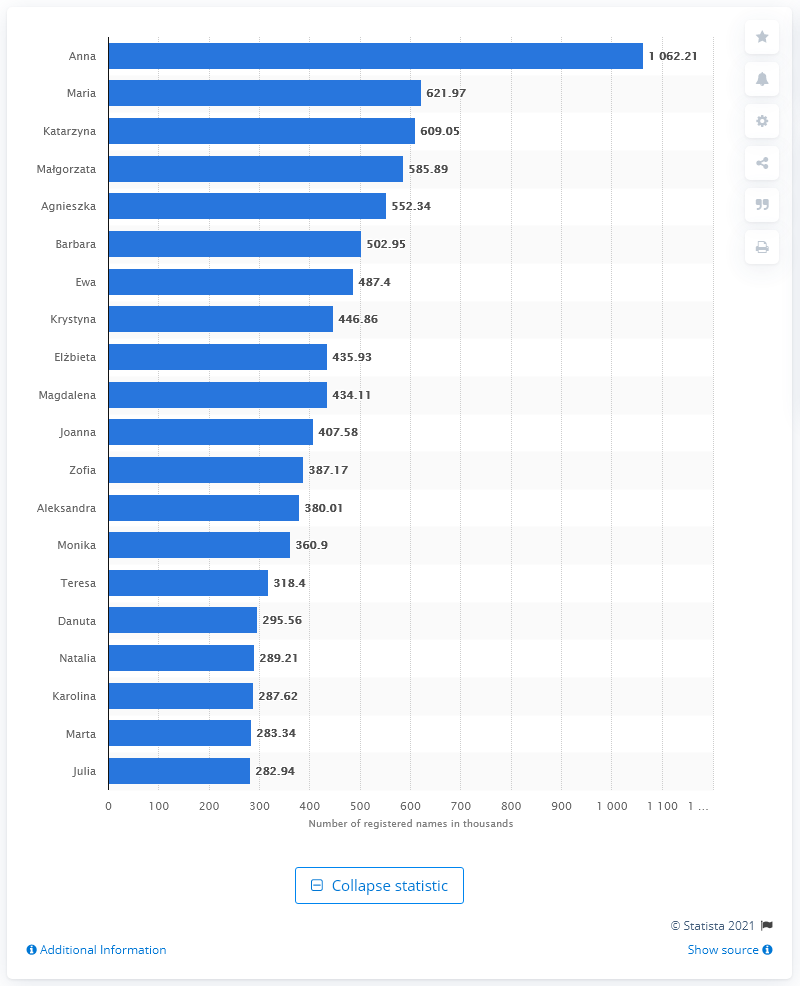 Anna 1 062.21
Maria 621.97
Katarzyna 609.05
Małgorzata 585.89
Agnieszka 552.34
Barbara 502.95
Ewa 487.4
Krystyna 446.86
Elżbieta 435.93
Magdalena 434.11
Joanna 407.58
Zofia 387.17
Aleksandra 380.01
Monika 360.9
Teresa 318.4
Danuta 295.56
Natalia 289.21
Karolina 287.62
Marta 283.34
Julia 282.94
0 100 200 300 400 500 600 700 800 900 1 000 1 100 1 ...
Number of registered names in thousands
Collapse statistic
© Statista 2021
Additional Information Show source